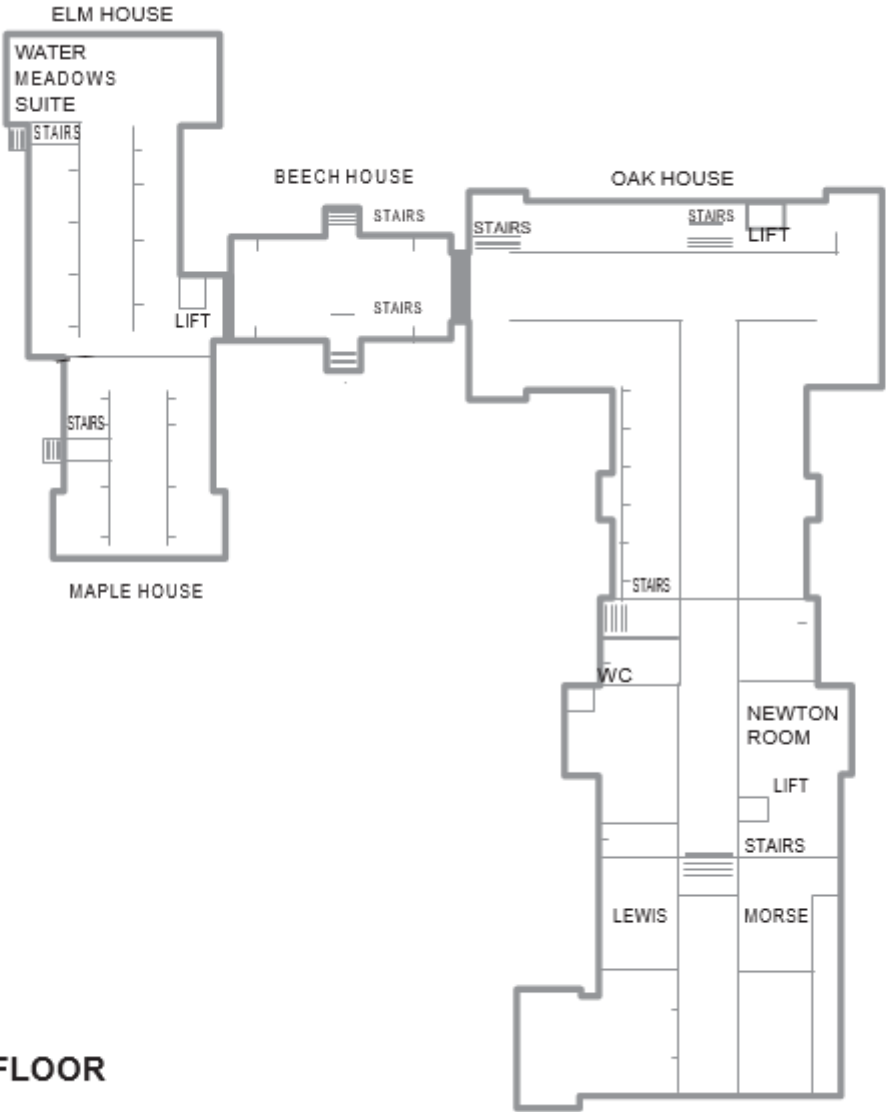 ELM HOUSE
WATER
MEADOWS
SUITE
STAIRS
BEECH HOUSE
STAIRS
OAK HOUSE
STAIRS
STAIRS
LIFT
STAIRS
LIFT
STAIRS
MAPLE HOUSE
STAIRS
WC
NEWTON
ROOM
LIFT
STAIRS
LEWIS
MORSE
FLOOR